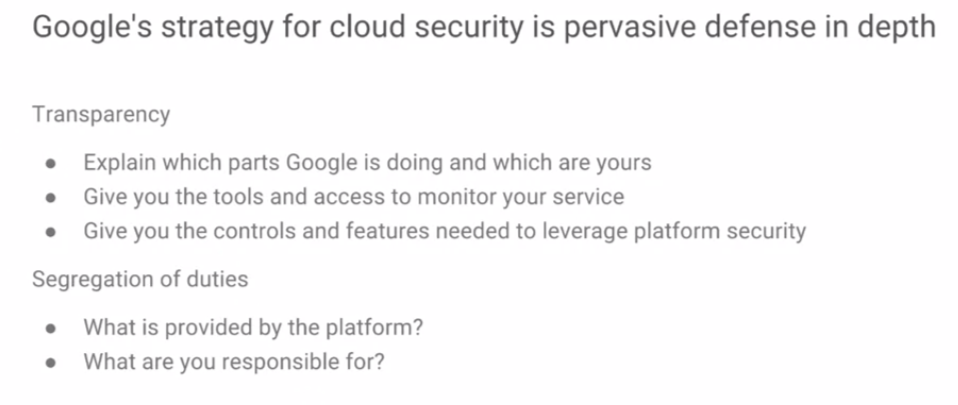 Google's strategy for cloud security is pervasive defense in depth
Transparency
● Explain which parts Google is doing and which are yours
● Give you the tools and access to monitor your service
● Give you the controls and features needed to leverage platform security
Segregation of duties
● What is provided by the platform?
● What are you responsible for?